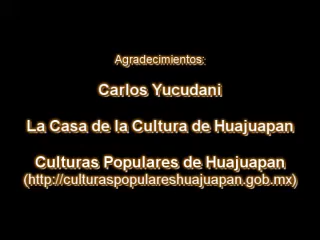 Agradecimientos:
Carlos Yucudani
La Casa de la Cultura de Huajuapan
Culturas Populares de Huajuapan
(http://culturaspopulareshuajuapan.gob.mx)